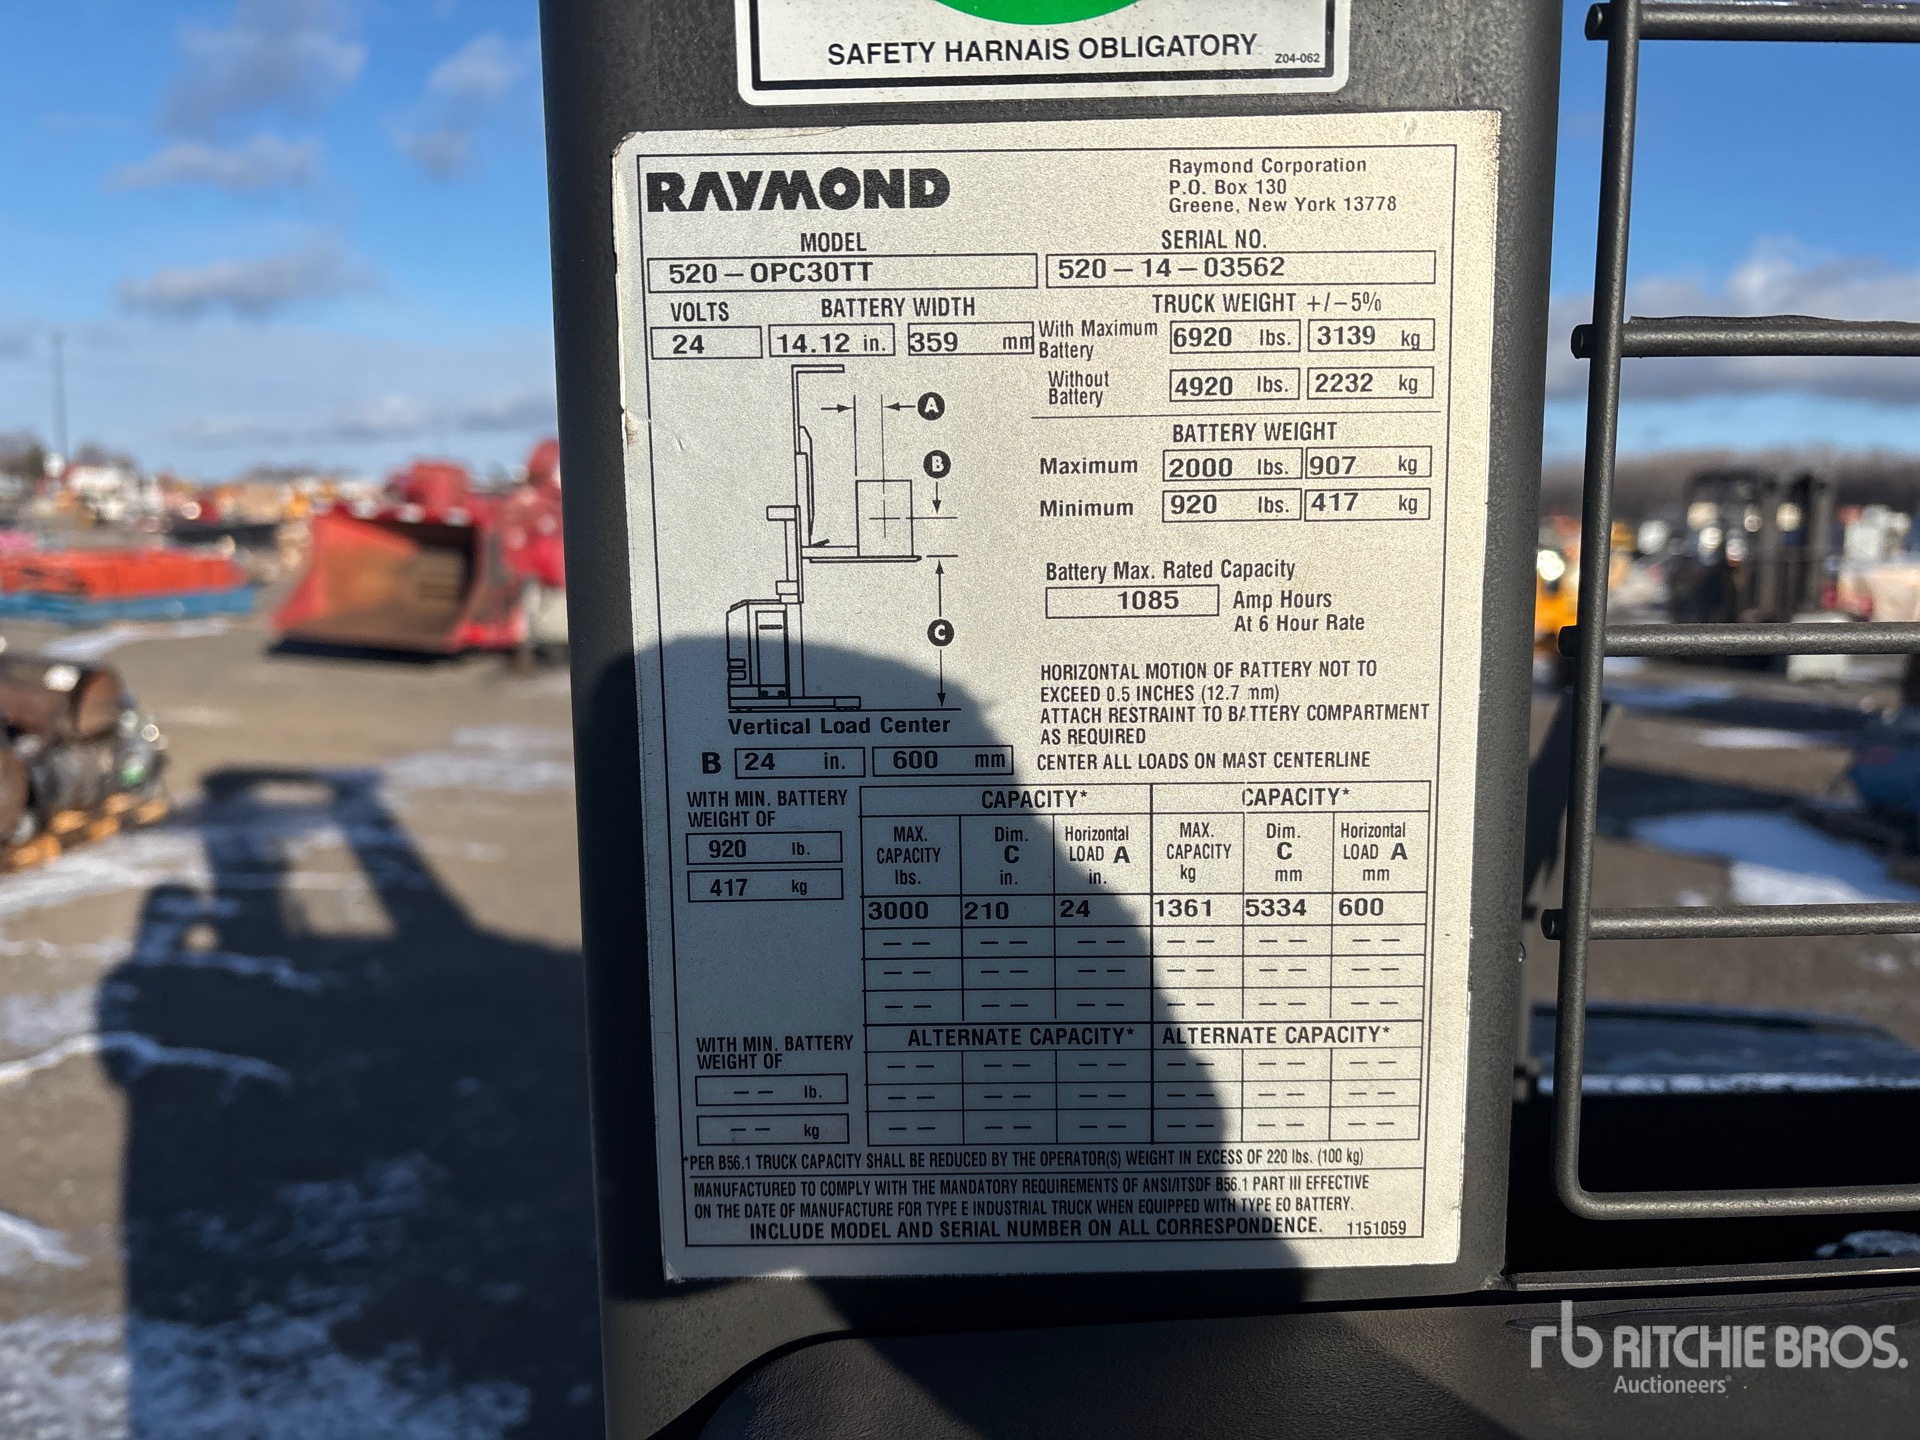 SAFETY HARNAIS OBLIGATORY
Z04-062
RAYMOND
Raymond Corporation
P.O. Box 130
Greene, New York 13778
MODEL
520-OPC30TT
SERIAL NO.
520-14-03562
VOLTS
24
BATTERY WIDTH
14.12 in. 359 mm
TRUCK WEIGHT +/-5%
With Maximum Battery 6920 lbs. 3139 kg
Without Battery 4920 lbs. 2232 kg
BATTERY WEIGHT
Maximum 2000 lbs. 907 kg
Minimum 920 lbs. 417 kg
A
B
C
Battery Max. Rated Capacity
1085 Amp Hours
At 6 Hour Rate
HORIZONTAL MOTION OF BATTERY NOT TO
EXCEED 0.5 INCHES (12.7 mm)
ATTACH RESTRAINT TO BATTERY COMPARTMENT
AS REQUIRED
CENTER ALL LOADS ON MAST CENTERLINE
Vertical Load Center
B 24 in. 600 mm
WITH MIN. BATTERY
WEIGHT OF
920 lb.
417 kg
CAPACITY* CAPACITY*
MAX. CAPACITY lbs. Dim. C in. Horizontal LOAD A in. MAX. CAPACITY kg Dim. C mm Horizontal LOAD A mm
3000 210 24 1361 5334 600
-- -- -- -- -- --
-- -- -- -- -- --
-- -- -- -- -- --
WITH MIN. BATTERY
WEIGHT OF
-- lb.
-- kg
ALTERNATE CAPACITY* ALTERNATE CAPACITY*
-- -- -- -- -- --
-- -- -- -- -- --
-- -- -- -- -- --
*PER B56.1 TRUCK CAPACITY SHALL BE REDUCED BY THE OPERATOR(S) WEIGHT IN EXCESS OF 220 lbs. (100 kg)
MANUFACTURED TO COMPLY WITH THE MANDATORY REQUIREMENTS OF ANSI/ITSDF B56.1 PART III EFFECTIVE
ON THE DATE OF MANUFACTURE FOR TYPE E INDUSTRIAL TRUCK WHEN EQUIPPED WITH TYPE EO BATTERY.
INCLUDE MODEL AND SERIAL NUMBER ON ALL CORRESPONDENCE. 1151059
rb RITCHIE BROS.
Auctioneers